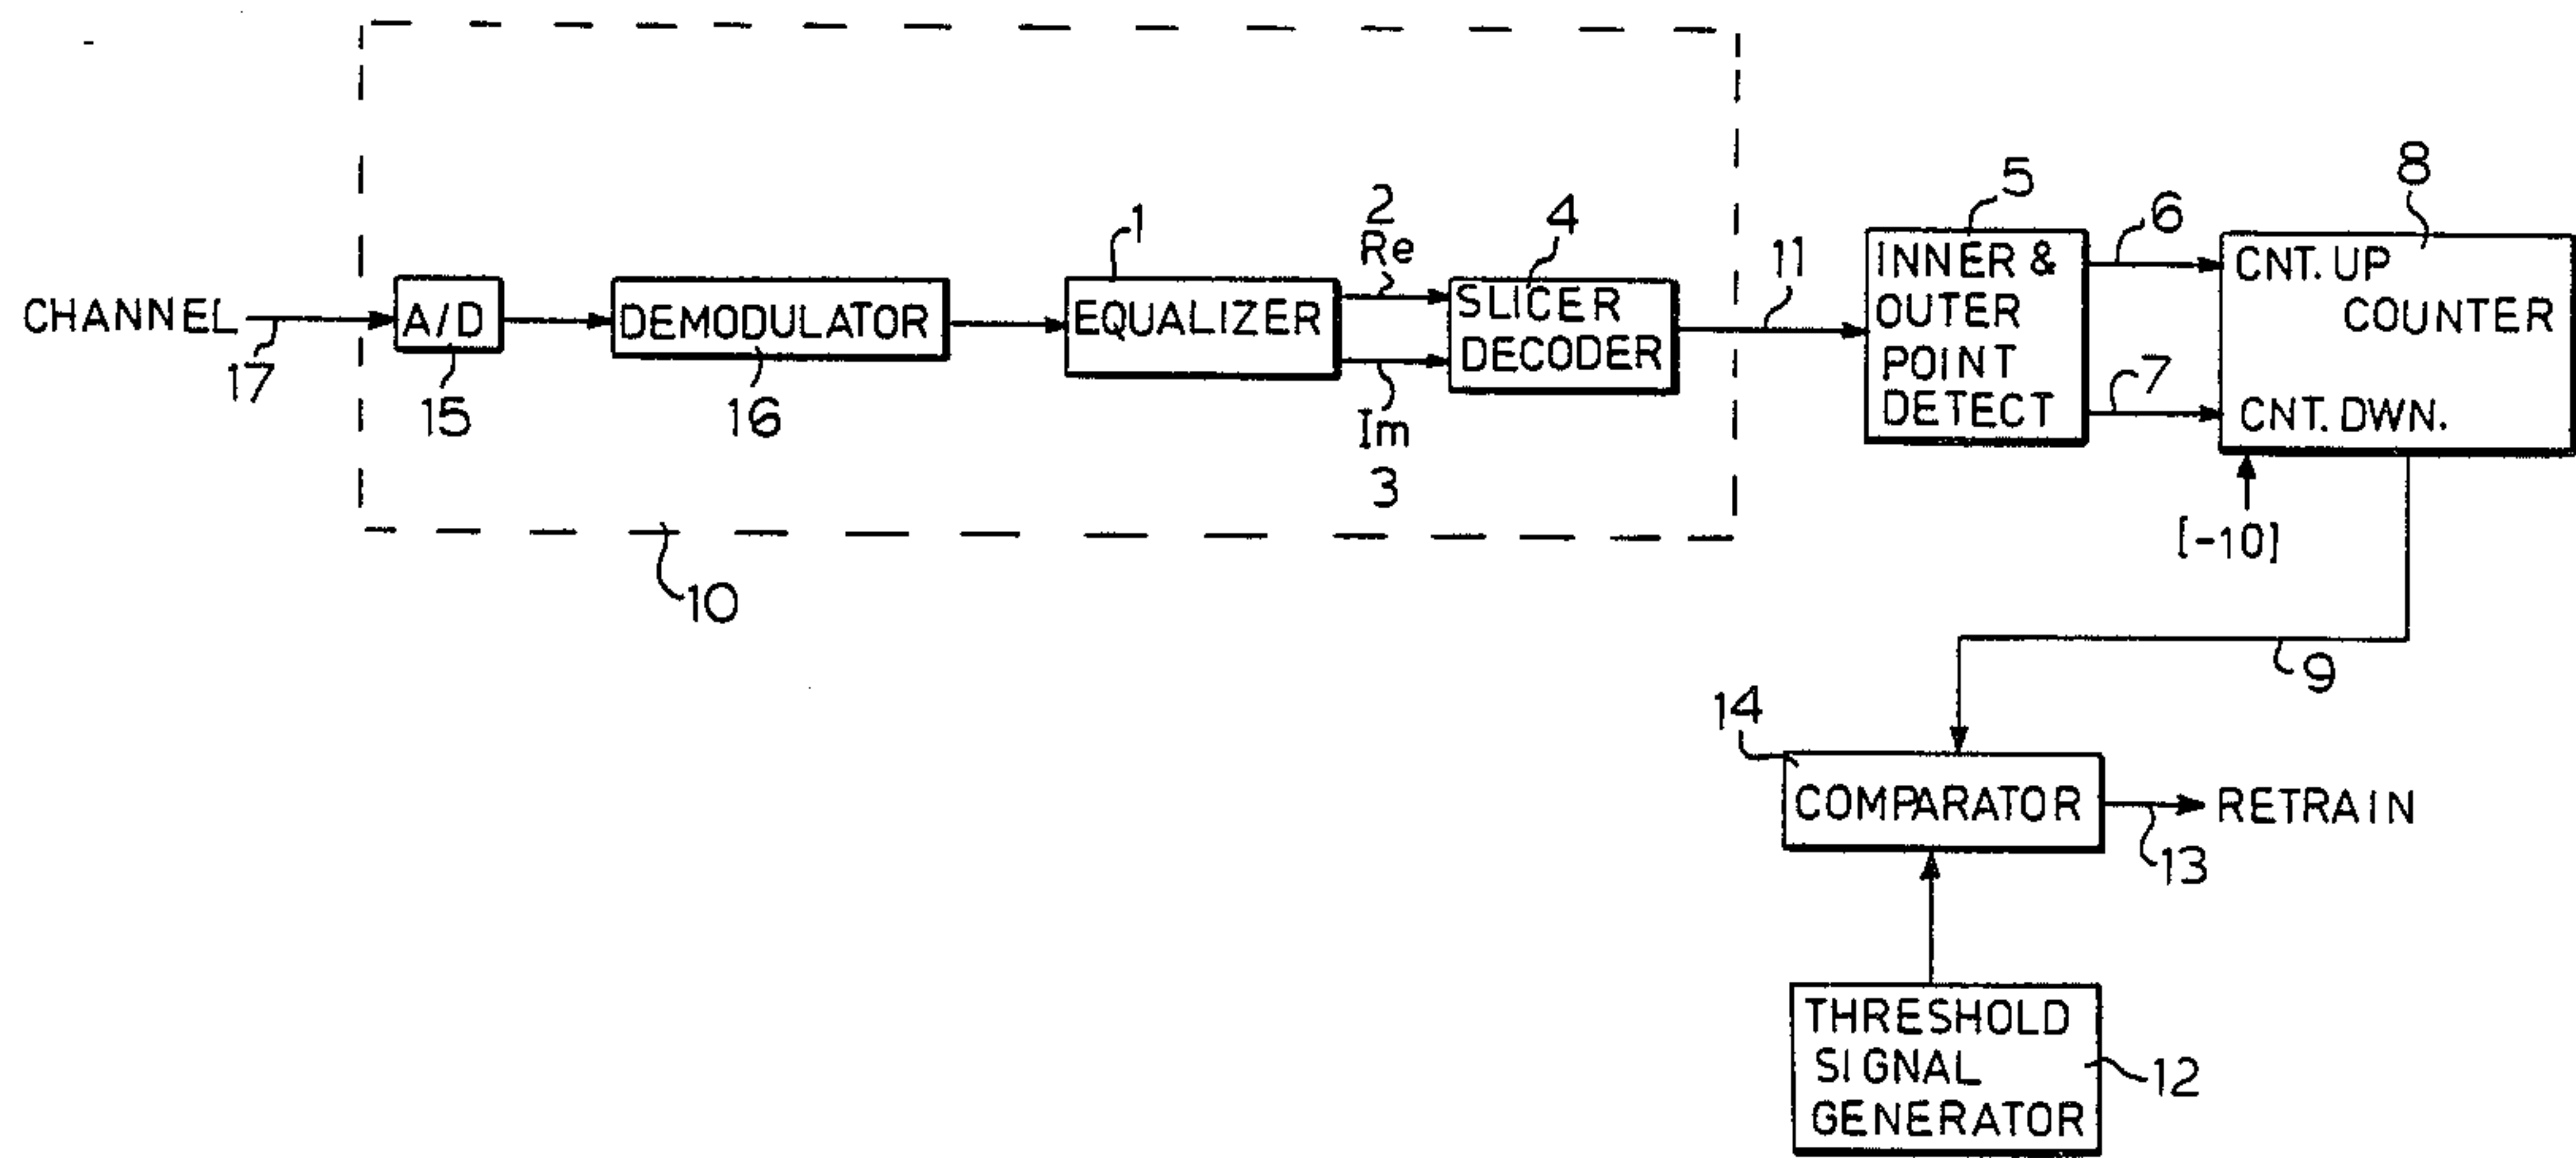 CHANNEL
17
A/D
15
DEMODULATOR
16
1
EQUALIZER
2
Re
Im
3
4
SLICER
DECODER
10
11
5
INNER &
OUTER
POINT
DETECT
6
7
8
CNT. UP
COUNTER
CNT. DWN.
[-10]
9
14
COMPARATOR
13
RETRAIN
THRESHOLD
SIGNAL
GENERATOR
12